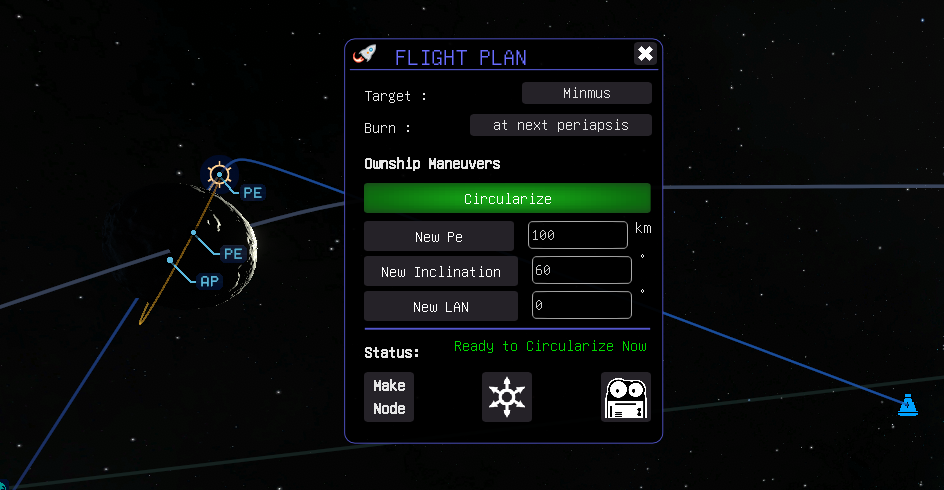 FLIGHT PLAN
Target : Minmus
Burn : at next periapsis
Ownship Maneuvers
Circularize
New Pe 100 km
New Inclination 60 °
New LAN 0 °
Status: Ready to Circularize Now
Make
Node
PE
PE
AP